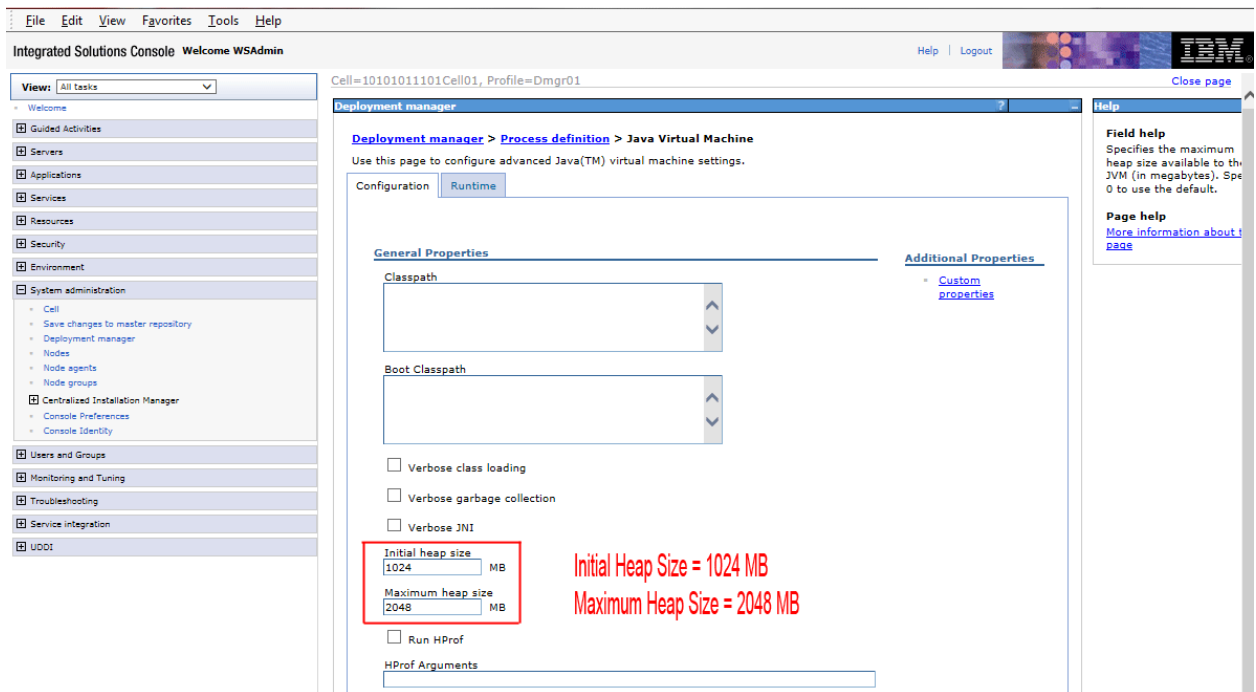 File Edit View Favorites Tools Help
Integrated Solutions Console Welcome WSAdmin
Help | Logout
IBM.
View: All tasks
Welcome
Guided Activities
Servers
Applications
Services
Resources
Security
Environment
System administration
Cell
Save changes to master repository
Deployment manager
Nodes
Node agents
Node groups
Centralized Installation Manager
Console Preferences
Console Identity
Users and Groups
Monitoring and Tuning
Troubleshooting
Service integration
UDDI
Cell=10101011101Cell01, Profile=Dmgr01
Close page
Deployment manager
?
Deployment manager > Process definition > Java Virtual Machine
Use this page to configure advanced Java(TM) virtual machine settings.
Configuration Runtime
General Properties
Classpath
Boot Classpath
Verbose class loading
Verbose garbage collection
Verbose JNI
Initial heap size
1024 MB
Maximum heap size
2048 MB
Initial Heap Size = 1024 MB
Maximum Heap Size = 2048 MB
Run HProf
HProf Arguments
Additional Properties
Custom
properties
Help
Field help
Specifies the maximum
heap size available to
JVM (in megabytes).
0 to use the default.
Page help
More information about
page